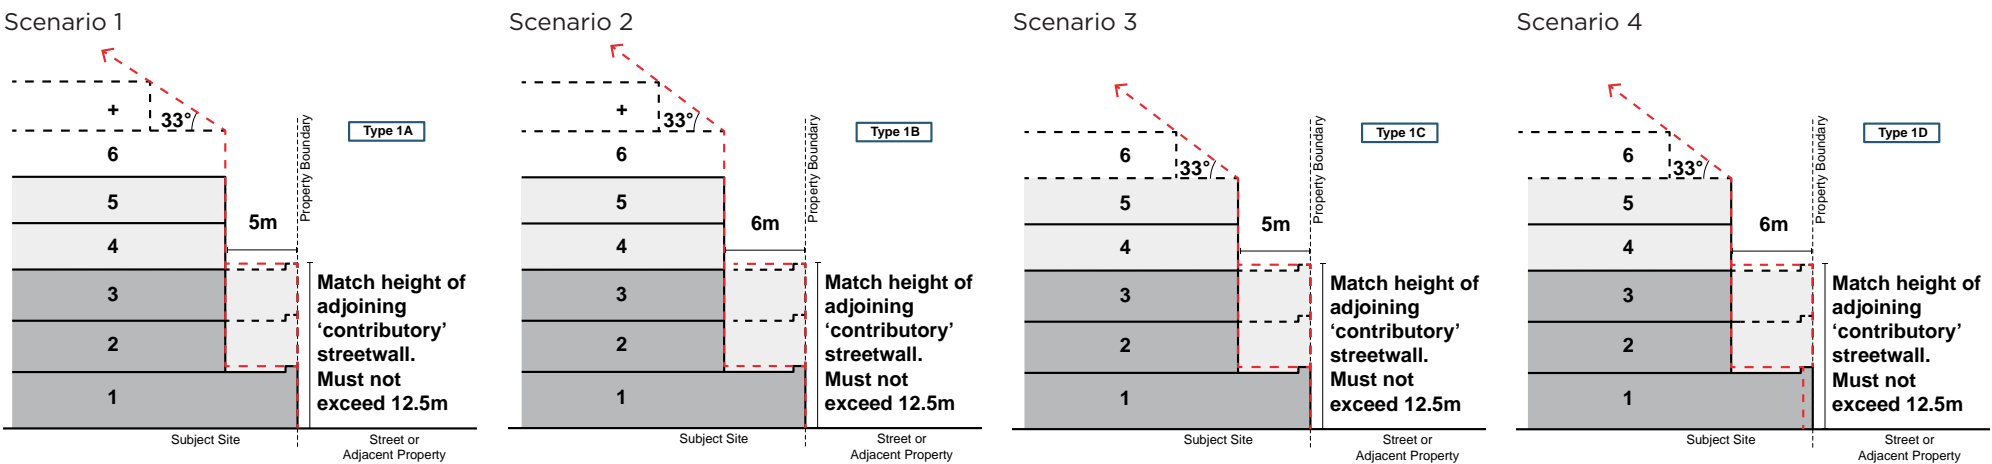 Scenario 1
+
33°
6
5
4
3
2
1
5m
Property Boundary
Type 1A
Match height of
adjoining
‘contributory’
streetwall.
Must not
exceed 12.5m
Subject Site
Street or
Adjacent Property
Scenario 2
+
33°
6
5
4
3
2
1
6m
Property Boundary
Type 1B
Match height of
adjoining
‘contributory’
streetwall.
Must not
exceed 12.5m
Subject Site
Street or
Adjacent Property
Scenario 3
6
33°
5
4
3
2
1
5m
Property Boundary
Type 1C
Match height of
adjoining
‘contributory’
streetwall.
Must not
exceed 12.5m
Subject Site
Street or
Adjacent Property
Scenario 4
6
33°
5
4
3
2
1
6m
Property Boundary
Type 1D
Match height of
adjoining
‘contributory’
streetwall.
Must not
exceed 12.5m
Subject Site
Street or
Adjacent Property